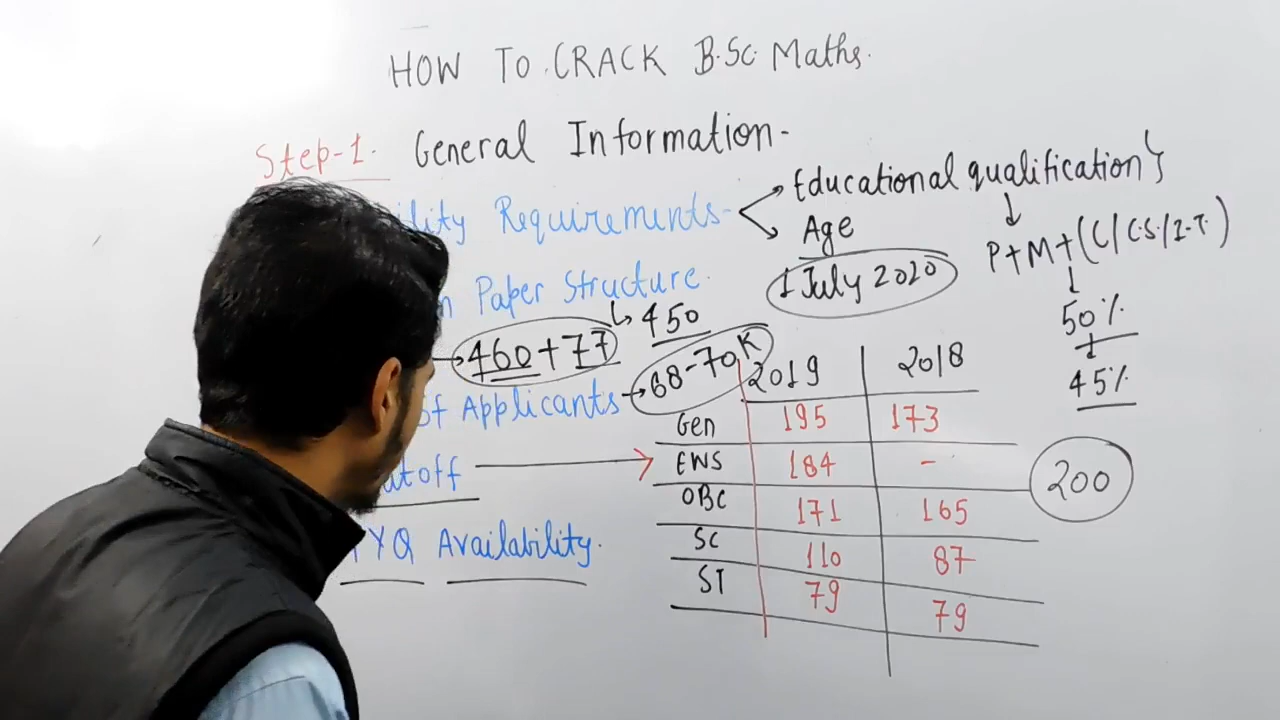 HOW TO CRACK B.Sc. Maths.
Step-1. General Information-
Requirements-
Educational qualification}
Age
1 July 2020
P+M+(C/C.S./I.T.)
50%
45%
Paper Structure.
450
460+77
of Applicants
68-70K
2019 2018
Gen 195 173
EWS 184 -
OBC 171 165
SC 110 87
ST 79 79
200
YQ Availability.